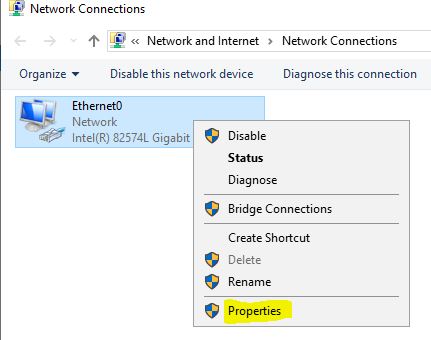 Network Connections
« Network and Internet › Network Connections
Organize Disable this network device Diagnose this connection
Ethernet0
Network
Intel(R) 82574L Gigabit
Disable
Status
Diagnose
Bridge Connections
Create Shortcut
Delete
Rename
Properties